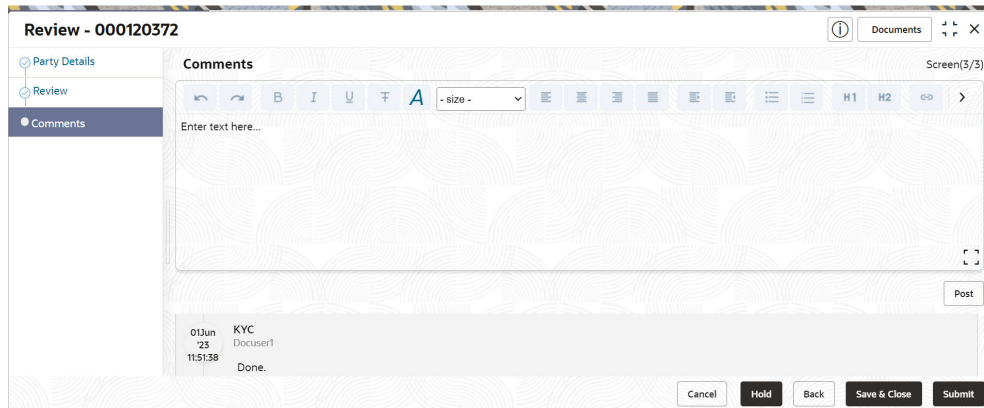 Review - 000120372
Documents
Party Details
Review
Comments
Comments
Screen(3/3)
B I U T A - size - H1 H2
Enter text here...
Post
01Jun '23 11:51:38
KYC
Docuser1
Done.
Cancel Hold Back Save & Close Submit